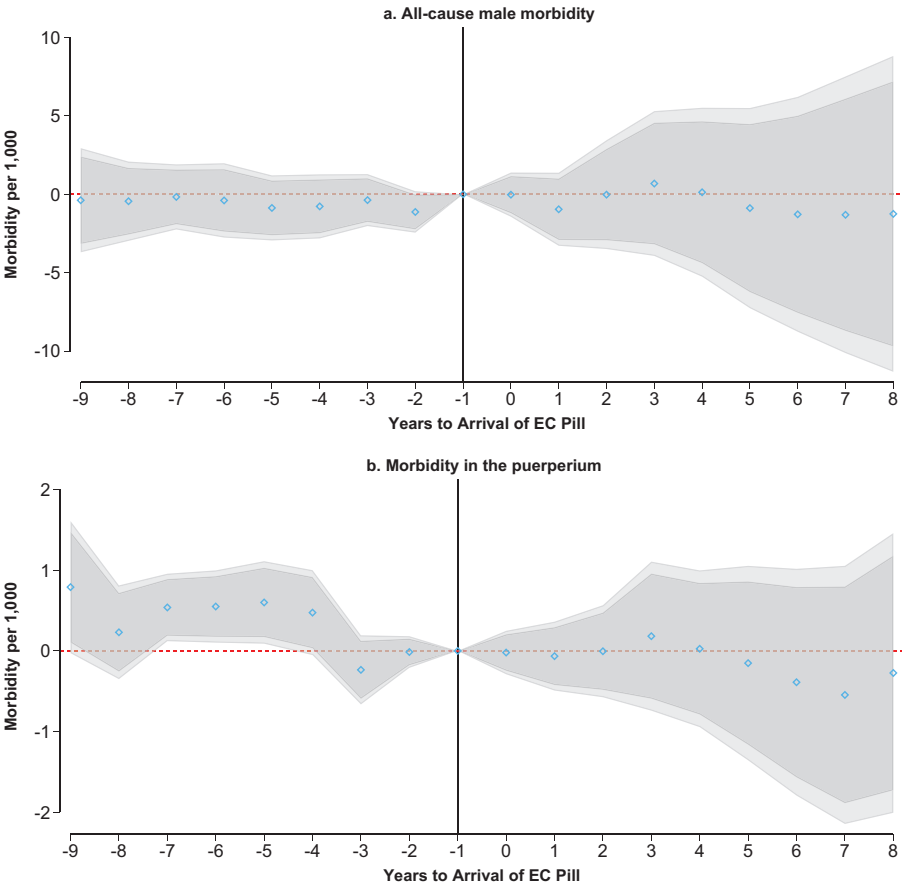 a. All-cause male morbidity
10
5
0
-5
-10
Morbidity per 1,000
-9 -8 -7 -6 -5 -4 -3 -2 -1 0 1 2 3 4 5 6 7 8
Years to Arrival of EC Pill
b. Morbidity in the puerperium
2
1
0
-1
-2
Morbidity per 1,000
-9 -8 -7 -6 -5 -4 -3 -2 -1 0 1 2 3 4 5 6 7 8
Years to Arrival of EC Pill